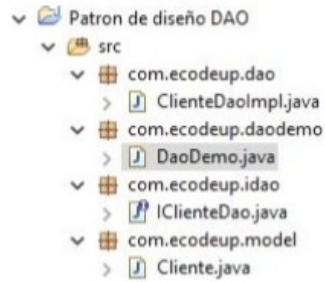 Patron de diseño DAO
src
com.ecodeup.dao
ClienteDaoImpl.java
com.ecodeup.daodemo
DaoDemo.java
com.ecodeup.idao
IClienteDao.java
com.ecodeup.model
Cliente.java